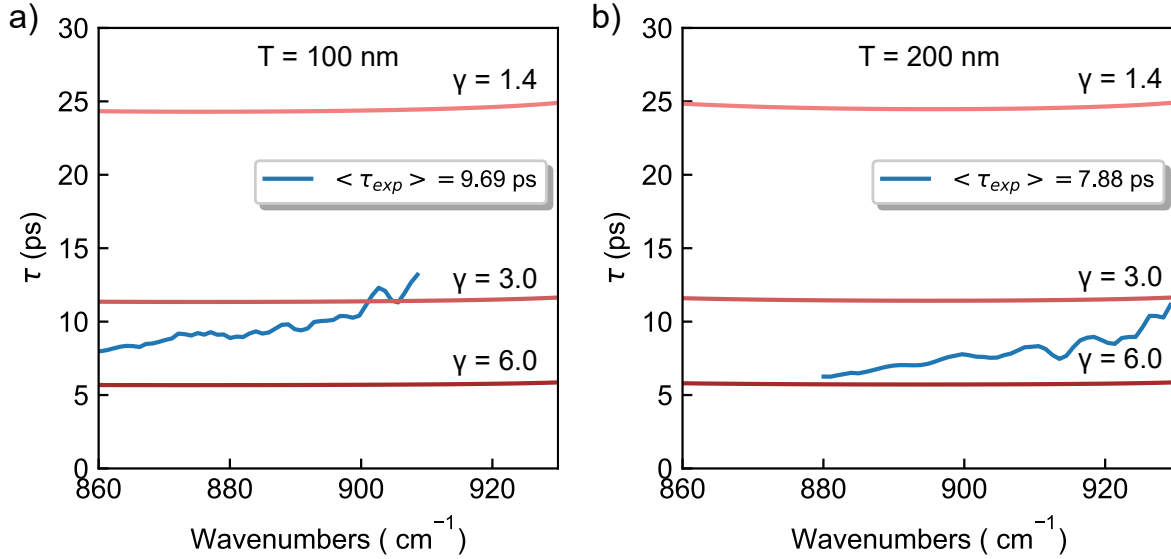 a)
T = 100 nm
γ = 1.4
< τexp > = 9.69 ps
γ = 3.0
γ = 6.0
30
25
20
15
10
5
0
τ (ps)
860 880 900 920
Wavenumbers ( cm⁻¹
b)
T = 200 nm
γ = 1.4
< τexp > = 7.88 ps
γ = 3.0
γ = 6.0
30
25
20
15
10
5
0
τ (ps)
860 880 900 920
Wavenumbers ( cm⁻¹